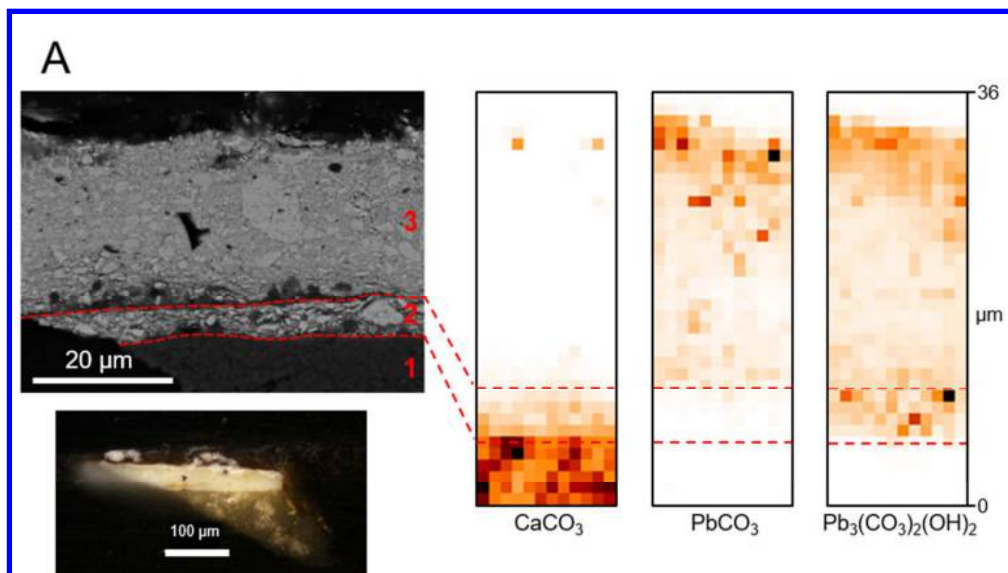 A
3
2
1
20 μm
100 μm
36
μm
0
CaCO₃
PbCO₃
Pb₃(CO₃)₂(OH)₂